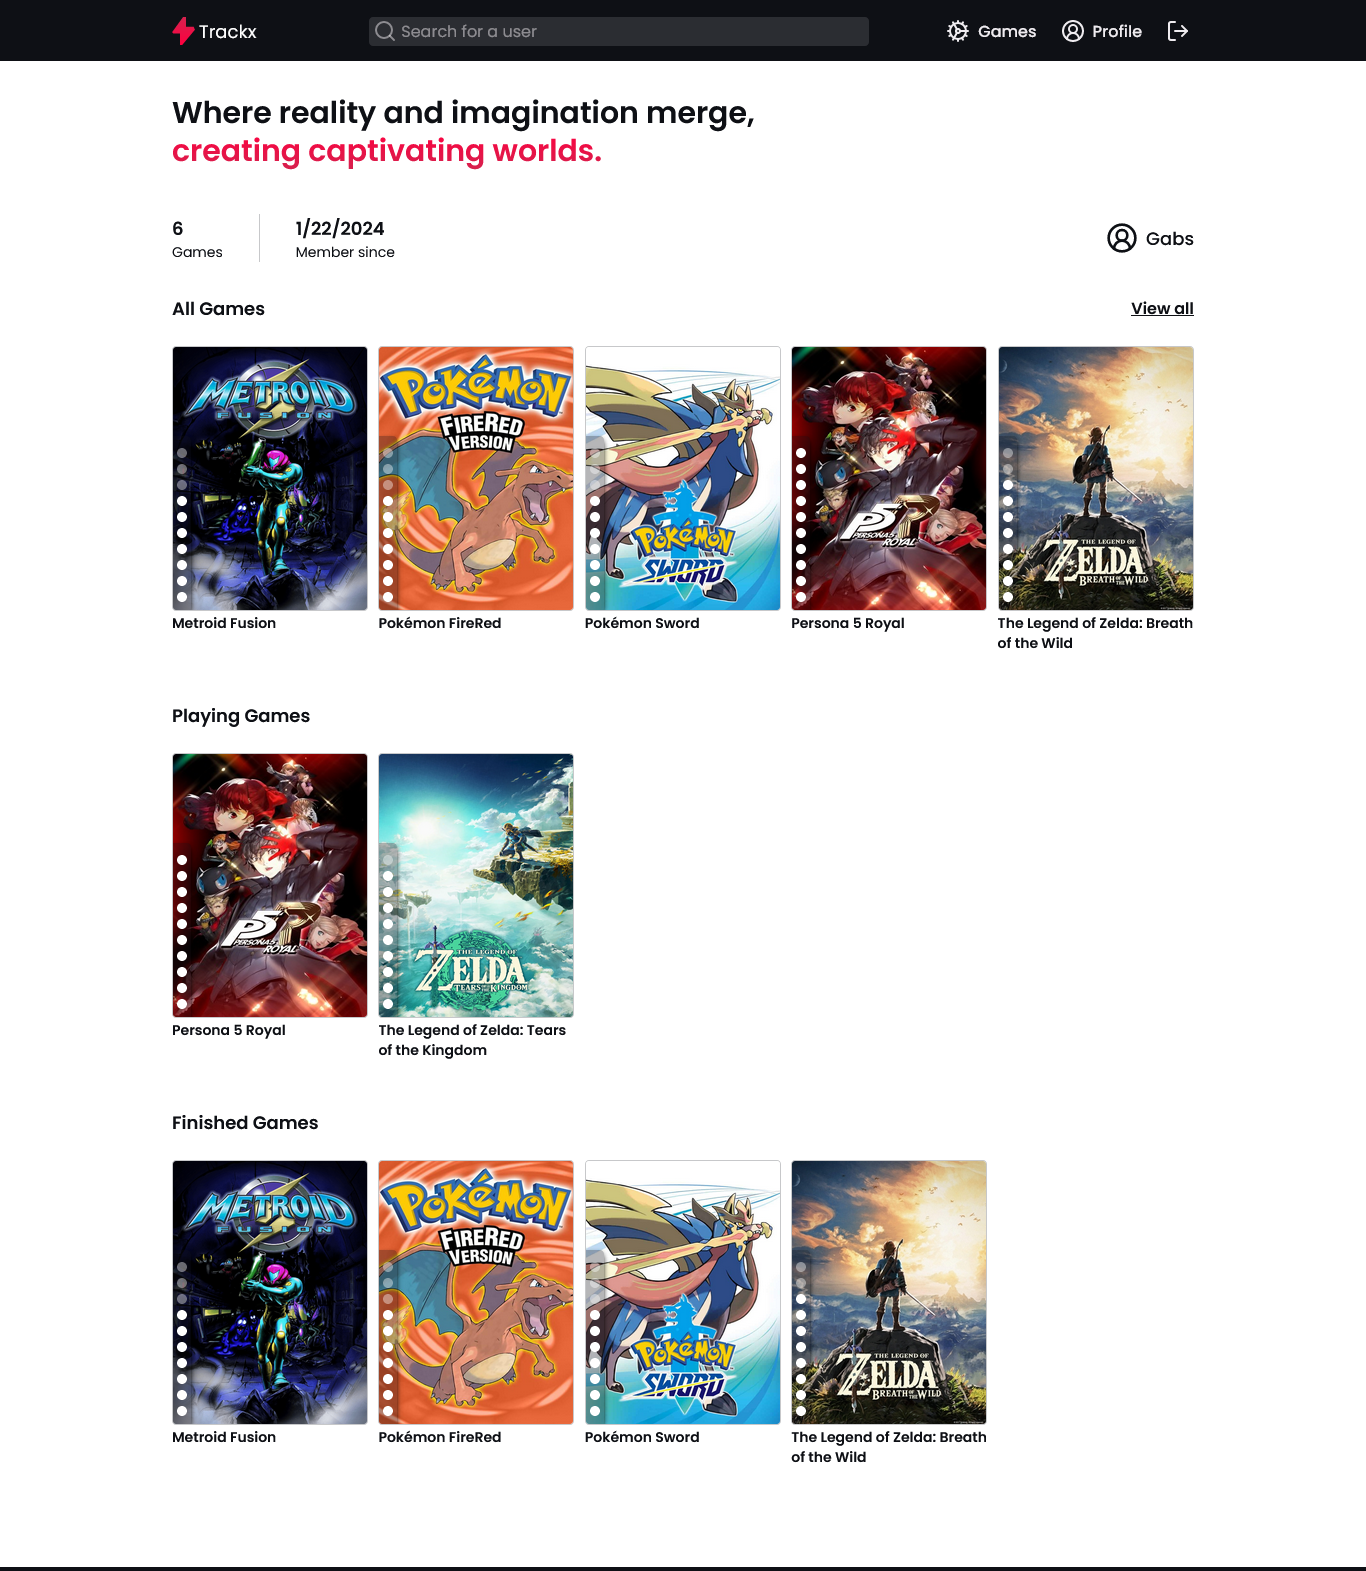 Trackx
Search for a user
Games
Profile
Where reality and imagination merge,
creating captivating worlds.
6
Games
1/22/2024
Member since
Gabs
All Games
View all
METROID
FUSION
POKéMON
FIRERED
VERSION
POKéMON
SWORD
P5R
PERSONA5
ROYAL
THE LEGEND OF
ZELDA
BREATH OF THE WILD
Metroid Fusion
Pokémon FireRed
Pokémon Sword
Persona 5 Royal
The Legend of Zelda: Breath
of the Wild
Playing Games
P5R
PERSONA5
ROYAL
THE LEGEND OF
ZELDA
TEARS OF THE KINGDOM
Persona 5 Royal
The Legend of Zelda: Tears
of the Kingdom
Finished Games
METROID
FUSION
POKéMON
FIRERED
VERSION
POKéMON
SWORD
THE LEGEND OF
ZELDA
BREATH OF THE WILD
Metroid Fusion
Pokémon FireRed
Pokémon Sword
The Legend of Zelda: Breath
of the Wild